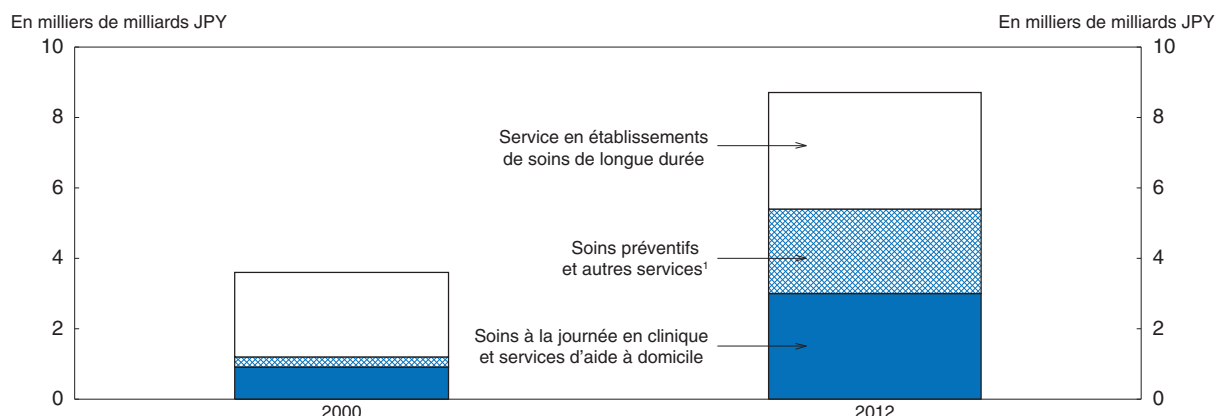 En milliers de milliards JPY
En milliers de milliards JPY
10
10
8
8
Service en établissements
de soins de longue durée
6
6
Soins préventifs
et autres services¹
4
4
2
2
Soins à la journée en clinique
et services d'aide à domicile
0
0
2000
2012